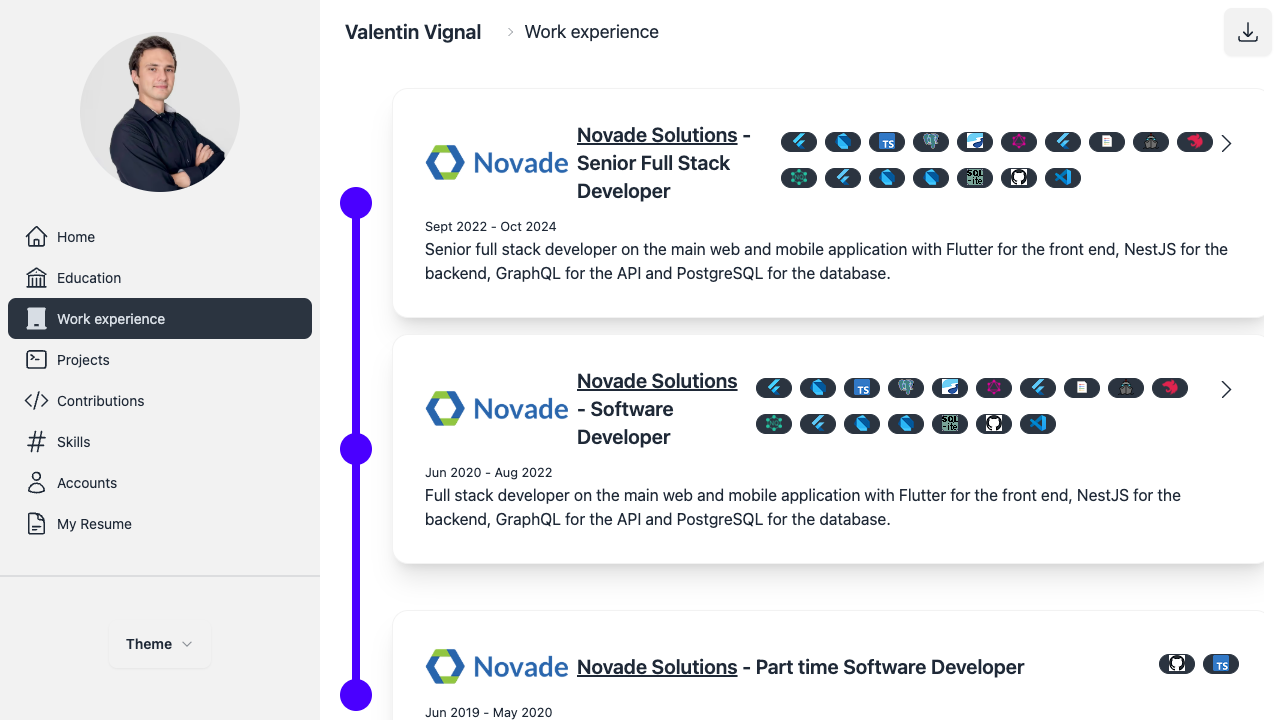 Valentin Vignal
Work experience
Home
Education
Work experience
Projects
Contributions
Skills
Accounts
My Resume
Theme
Novade
Novade Solutions -
Senior Full Stack
Developer
TS
SQL
ite
Sept 2022 - Oct 2024
Senior full stack developer on the main web and mobile application with Flutter for the front end, NestJS for the
backend, GraphQL for the API and PostgreSQL for the database.
Novade
Novade Solutions
- Software
Developer
TS
SQL
ite
Jun 2020 - Aug 2022
Full stack developer on the main web and mobile application with Flutter for the front end, NestJS for the
backend, GraphQL for the API and PostgreSQL for the database.
Novade
Novade Solutions - Part time Software Developer
TS
Jun 2019 - May 2020